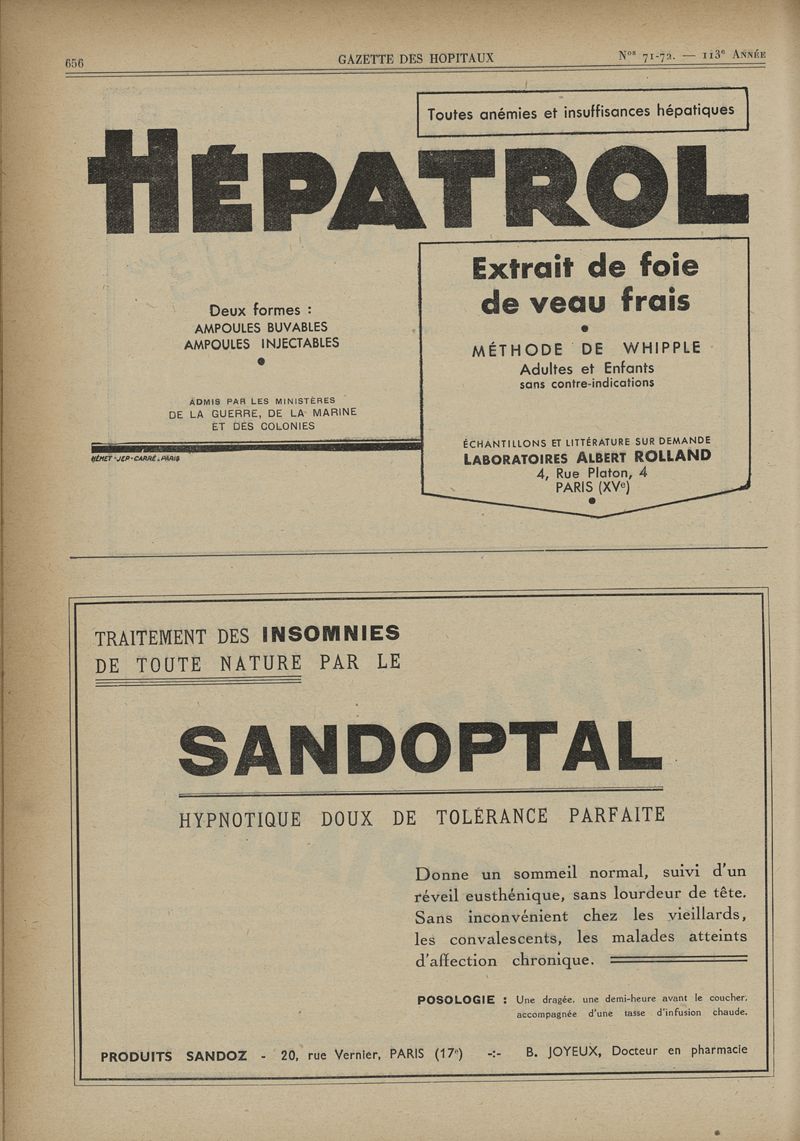 656
GAZETTE DES HOPITAUX
Nos 71-72. — 113e ANNÉE
Toutes anémies et insuffisances hépatiques
HÉPATROL
Deux formes :
AMPOULES BUVABLES
AMPOULES INJECTABLES
ADMIS PAR LES MINISTÈRES
DE LA GUERRE, DE LA MARINE
ET DES COLONIES
HÉMET-JEP-CARRÉ.PARIS
Extrait de foie
de veau frais
MÉTHODE DE WHIPPLE
Adultes et Enfants
sans contre-indications
ÉCHANTILLONS ET LITTÉRATURE SUR DEMANDE
LABORATOIRES ALBERT ROLLAND
4, Rue Platon, 4
PARIS (XVe)
TRAITEMENT DES INSOMNIES
DE TOUTE NATURE PAR LE
SANDOPTAL
HYPNOTIQUE DOUX DE TOLÉRANCE PARFAITE
Donne un sommeil normal, suivi d'un
réveil eusthénique, sans lourdeur de tête.
Sans inconvénient chez les vieillards,
les convalescents, les malades atteints
d'affection chronique.
POSOLOGIE : Une dragée, une demi-heure avant le coucher,
accompagnée d'une tasse d'infusion chaude.
PRODUITS SANDOZ - 20, rue Vernier, PARIS (17e) -:- B. JOYEUX, Docteur en pharmacie